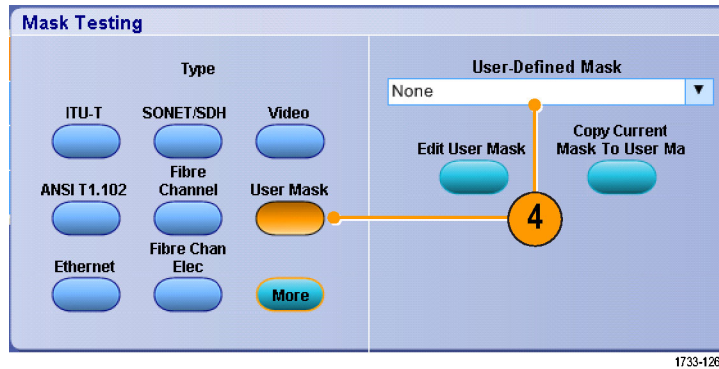 Mask Testing
Type
ITU-T
SONET/SDH
Video
ANSI T1.102
Fibre
Channel
User Mask
Ethernet
Fibre Chan
Elec
More
User-Defined Mask
None
Edit User Mask
Copy Current
Mask To User Ma
4
1733-126